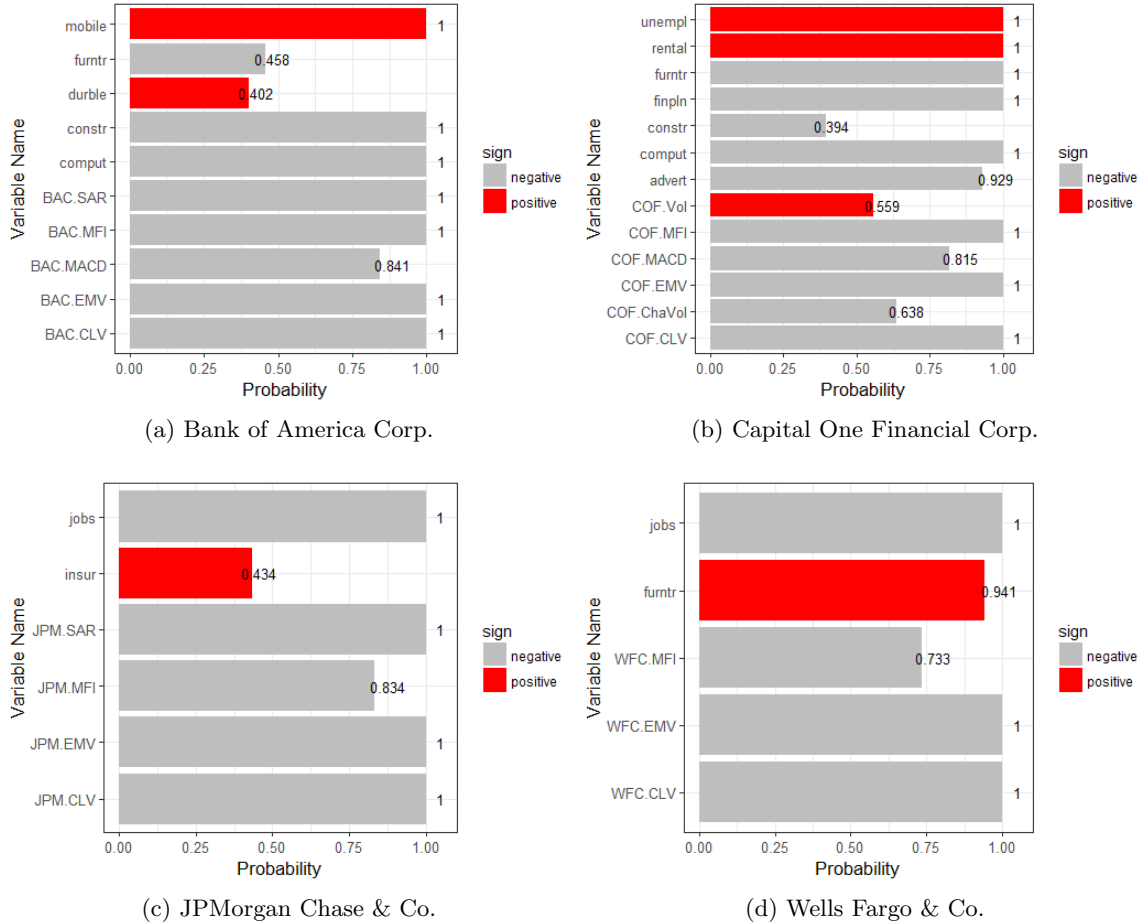 Variable Name
mobile
1
furntr
0.458
durble
0.402
constr
1
comput
1
BAC.SAR
1
BAC.MFI
1
BAC.MACD
0.841
BAC.EMV
1
BAC.CLV
1
0.00 0.25 0.50 0.75 1.00
Probability
sign
negative
positive
(a) Bank of America Corp.
Variable Name
unempl
1
rental
1
furntr
1
finpln
1
constr
0.394
comput
1
advert
0.929
COF.Vol
0.559
COF.MFI
1
COF.MACD
0.815
COF.EMV
1
COF.ChaVol
0.638
COF.CLV
1
0.00 0.25 0.50 0.75 1.00
Probability
sign
negative
positive
(b) Capital One Financial Corp.
Variable Name
jobs
1
insur
0.434
JPM.SAR
1
JPM.MFI
0.834
JPM.EMV
1
JPM.CLV
1
0.00 0.25 0.50 0.75 1.00
Probability
sign
negative
positive
(c) JPMorgan Chase & Co.
Variable Name
jobs
1
furntr
0.941
WFC.MFI
0.733
WFC.EMV
1
WFC.CLV
1
0.00 0.25 0.50 0.75 1.00
Probability
sign
negative
positive
(d) Wells Fargo & Co.